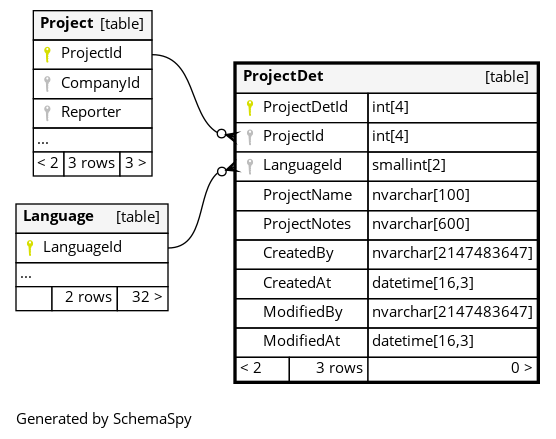 Project [table]
ProjectId
CompanyId
Reporter
...
< 2 3 rows 3 >
Language [table]
LanguageId
...
2 rows 32 >
ProjectDet [table]
ProjectDetId int[4]
ProjectId int[4]
LanguageId smallint[2]
ProjectName nvarchar[100]
ProjectNotes nvarchar[600]
CreatedBy nvarchar[2147483647]
CreatedAt datetime[16,3]
ModifiedBy nvarchar[2147483647]
ModifiedAt datetime[16,3]
< 2 3 rows 0 >
Generated by SchemaSpy